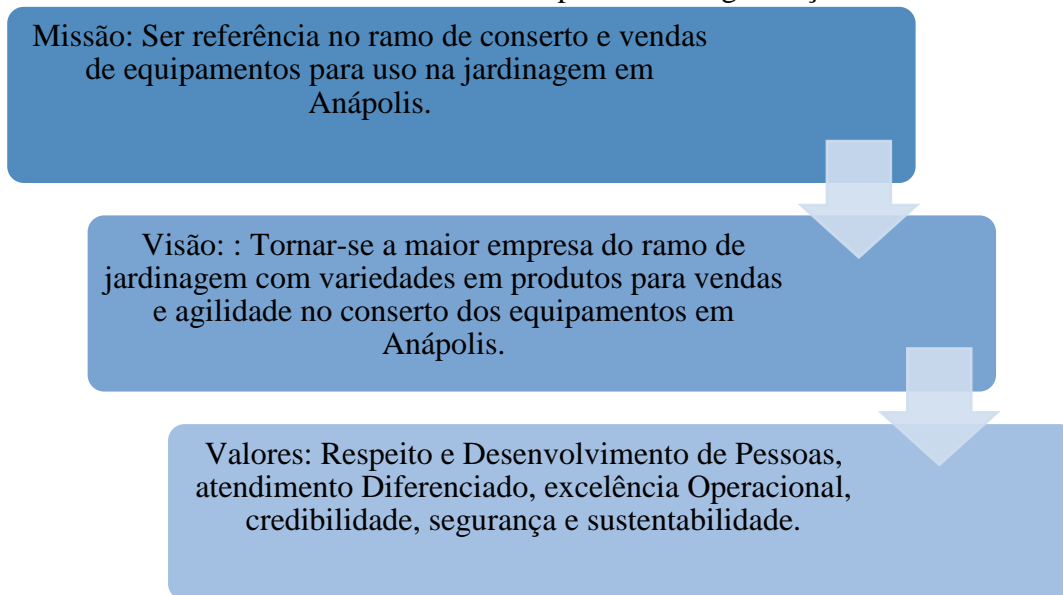 Missão: Ser referência no ramo de conserto e vendas
de equipamentos para uso na jardinagem em
Anápolis.
Visão: : Tornar-se a maior empresa do ramo de
jardinagem com variedades em produtos para vendas
e agilidade no conserto dos equipamentos em
Anápolis.
Valores: Respeito e Desenvolvimento de Pessoas,
atendimento Diferenciado, excelência Operacional,
credibilidade, segurança e sustentabilidade.